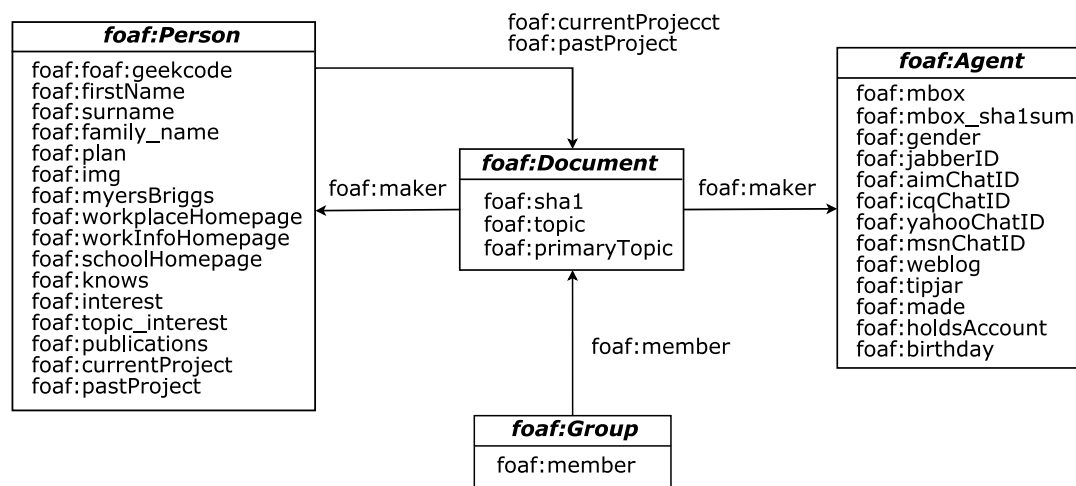 foaf:Person
foaf:foaf:geekcode
foaf:firstName
foaf:surname
foaf:family_name
foaf:plan
foaf:img
foaf:myersBriggs
foaf:workplaceHomepage
foaf:workInfoHomepage
foaf:schoolHomepage
foaf:knows
foaf:interest
foaf:topic_interest
foaf:publications
foaf:currentProject
foaf:pastProject
foaf:currentProjecct
foaf:pastProject
foaf:maker
foaf:Document
foaf:sha1
foaf:topic
foaf:primaryTopic
foaf:maker
foaf:Agent
foaf:mbox
foaf:mbox_sha1sum
foaf:gender
foaf:jabberID
foaf:aimChatID
foaf:icqChatID
foaf:yahooChatID
foaf:msnChatID
foaf:weblog
foaf:tipjar
foaf:made
foaf:holdsAccount
foaf:birthday
foaf:member
foaf:Group
foaf:member